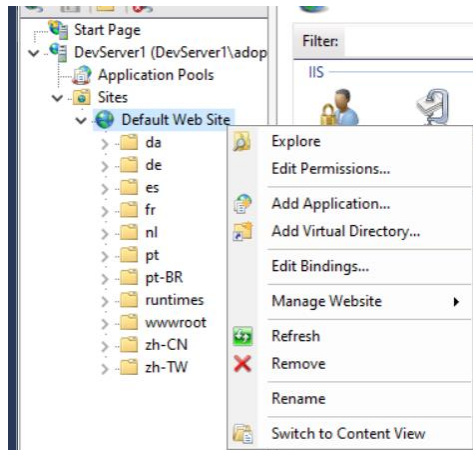 Start Page
DevServer1 (DevServer1\adop
Application Pools
Sites
Default Web Site
da
de
es
fr
nl
pt
pt-BR
runtimes
wwwroot
zh-CN
zh-TW
Filter:
IIS
Explore
Edit Permissions...
Add Application...
Add Virtual Directory...
Edit Bindings...
Manage Website
Refresh
Remove
Rename
Switch to Content View